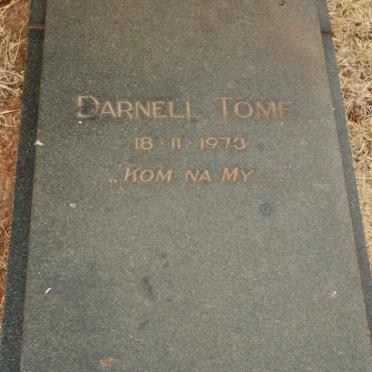 DARNELL TOME
18·11·1973
„KOM NA MY...."